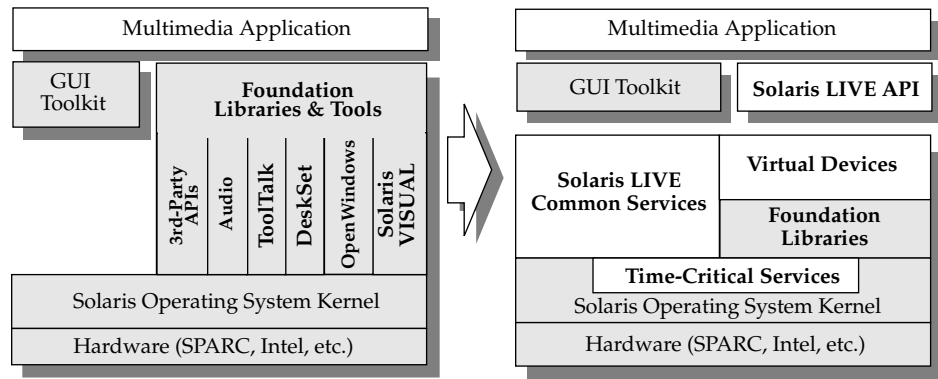 Multimedia Application
GUI
Toolkit
Foundation
Libraries & Tools
3rd-Party
APIs
Audio
ToolTalk
DeskSet
OpenWindows
Solaris
VISUAL
Solaris Operating System Kernel
Hardware (SPARC, Intel, etc.)
Multimedia Application
GUI Toolkit
Solaris LIVE API
Solaris LIVE
Common Services
Virtual Devices
Foundation
Libraries
Time-Critical Services
Solaris Operating System Kernel
Hardware (SPARC, Intel, etc.)